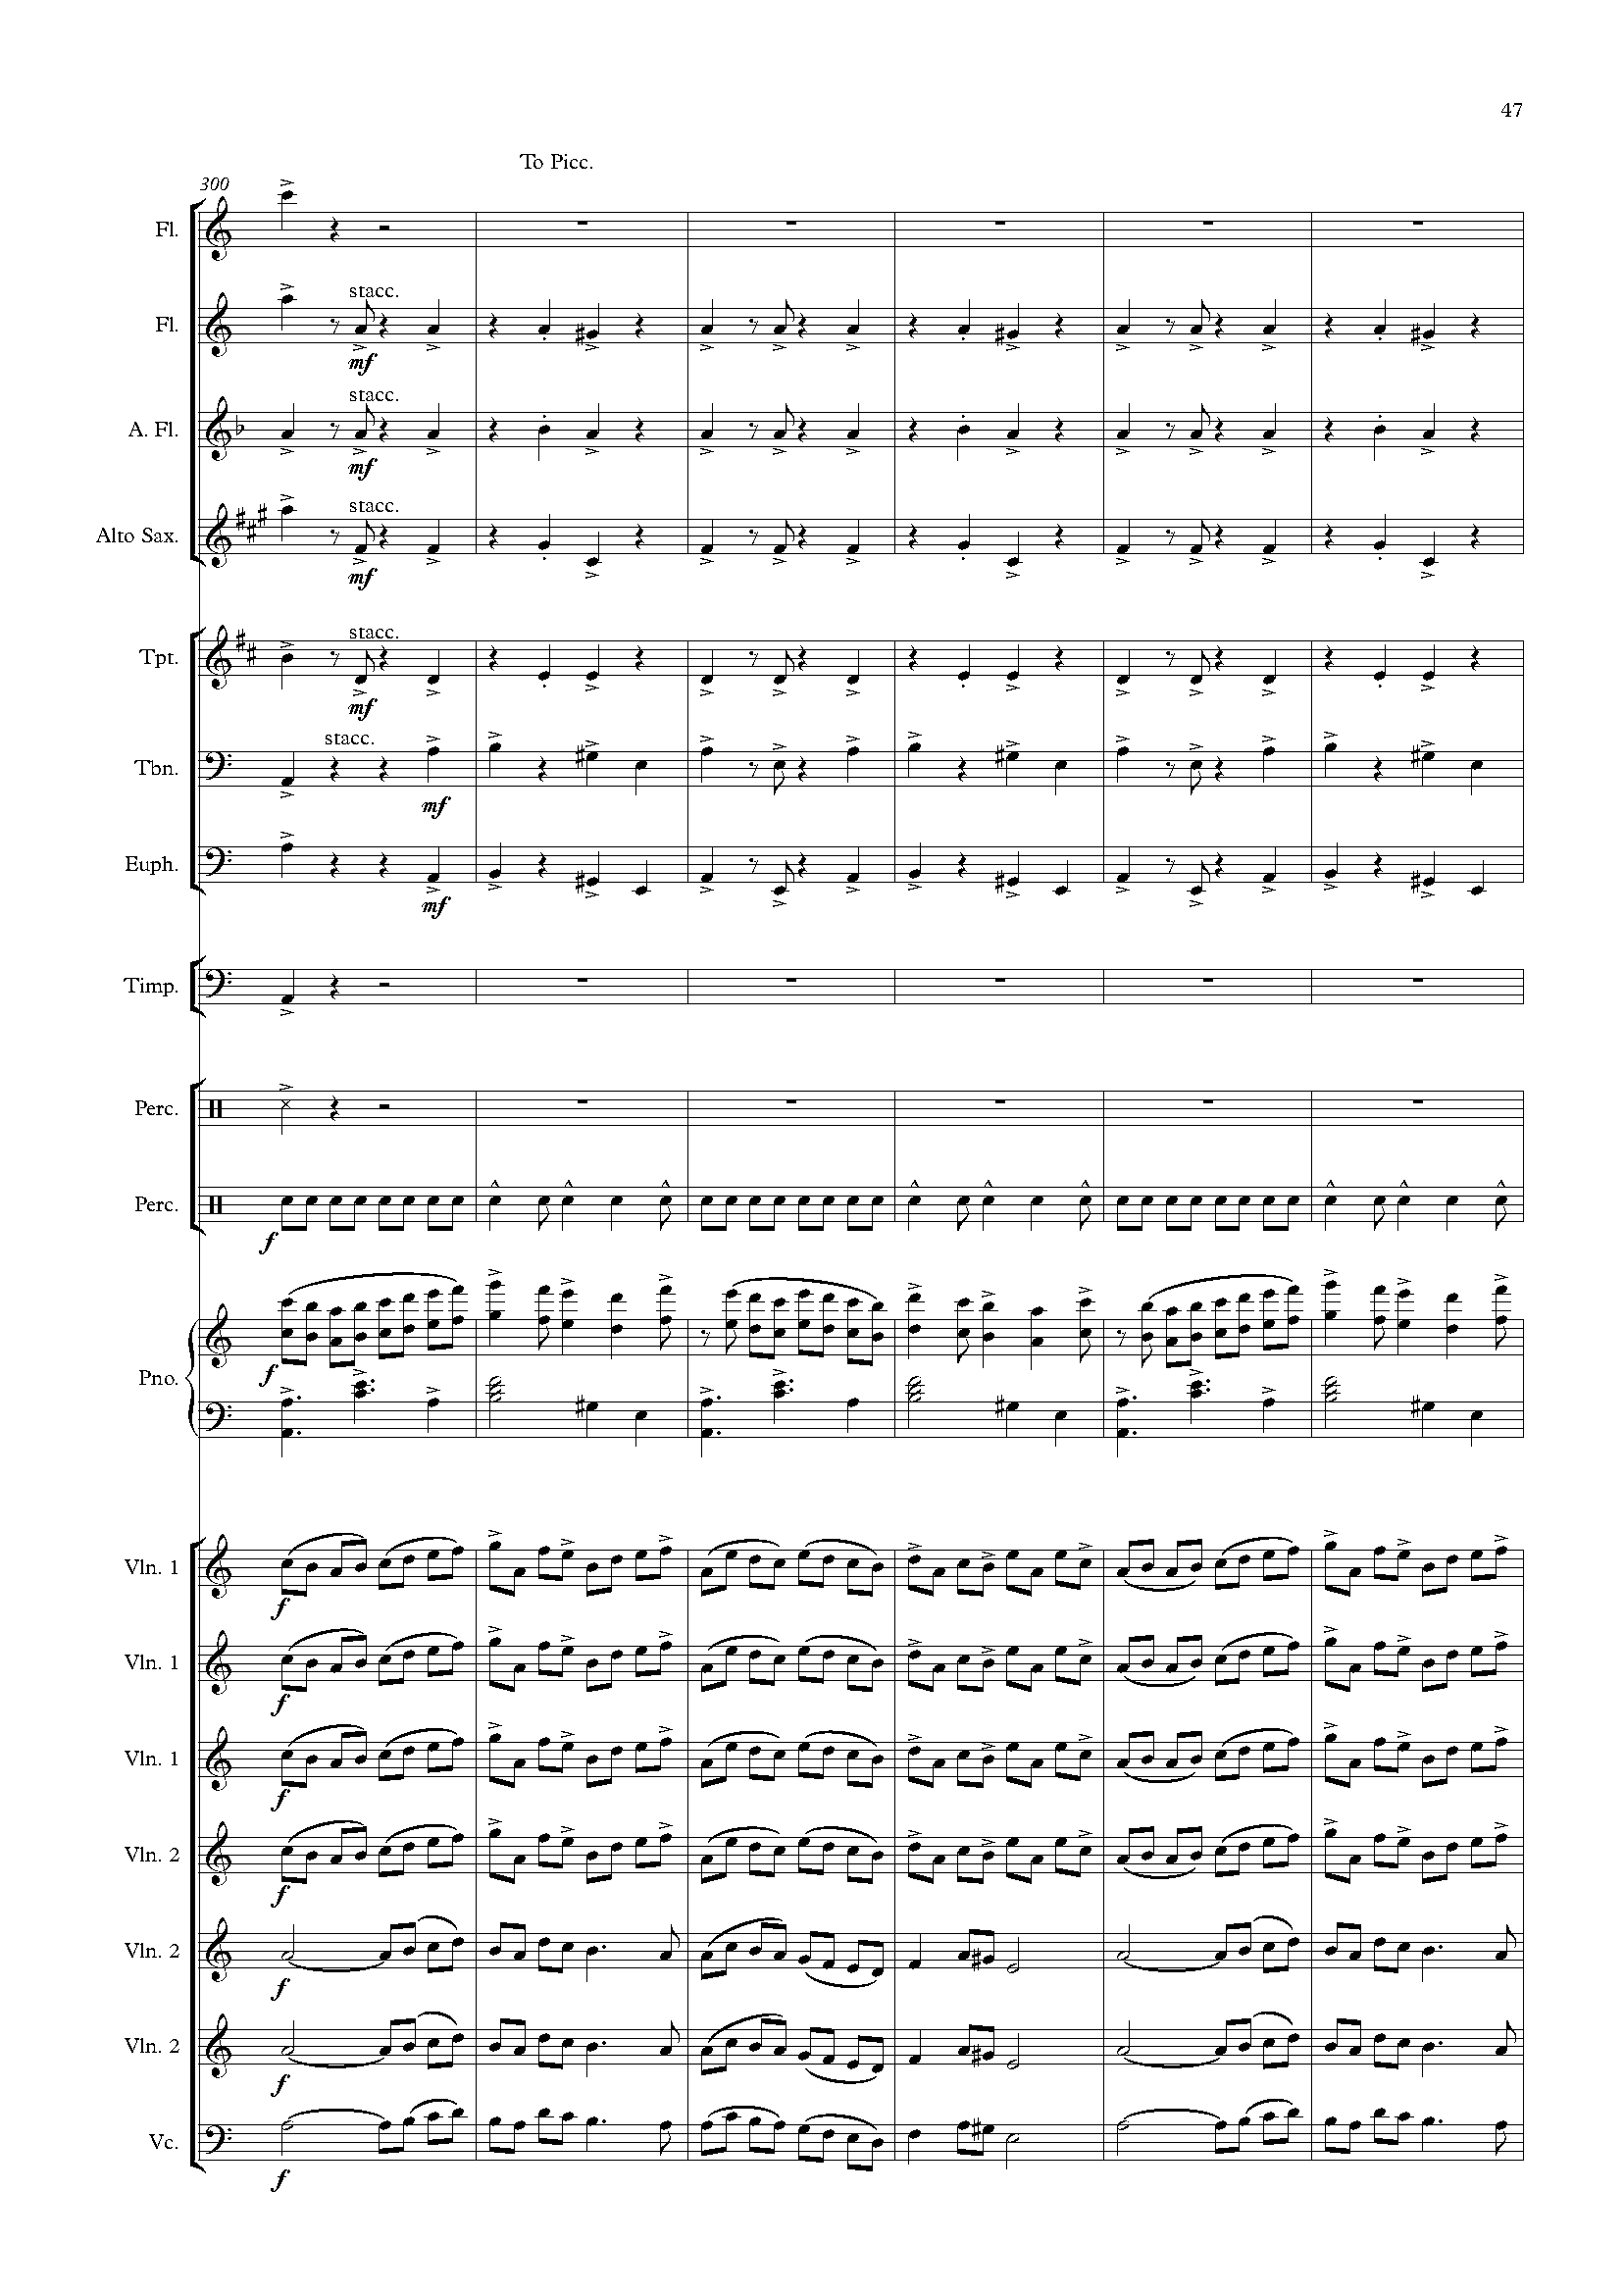 47
To Picc.
300
Fl.
stacc.
Fl.
mf
stacc.
A. Fl.
mf
stacc.
Alto Sax.
mf
stacc.
Tpt.
mf
stacc.
Tbn.
mf
Euph.
mf
Timp.
Perc.
Perc.
f
f
Pno.
Vln. 1
f
Vln. 1
f
Vln. 1
f
Vln. 2
f
Vln. 2
f
Vln. 2
f
Vc.
f